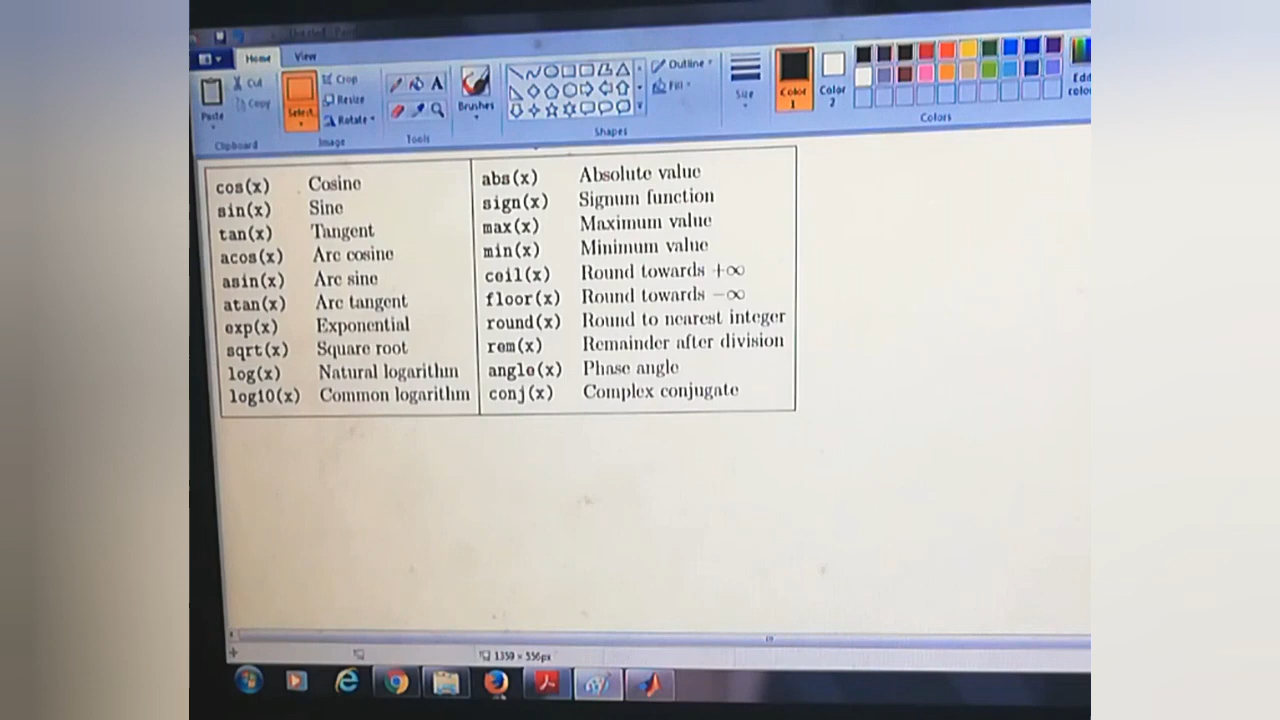 Home View
Cut
Copy
Paste
Clipboard
Select
Crop
Resize
Rotate
Image
Tools
Brushes
Outline
Fill
Shapes
Size
Color 1
Color 2
Colors
cos(x) Cosine
sin(x) Sine
tan(x) Tangent
acos(x) Arc cosine
asin(x) Arc sine
atan(x) Arc tangent
exp(x) Exponential
sqrt(x) Square root
log(x) Natural logarithm
log10(x) Common logarithm
abs(x) Absolute value
sign(x) Signum function
max(x) Maximum value
min(x) Minimum value
ceil(x) Round towards +∞
floor(x) Round towards −∞
round(x) Round to nearest integer
rem(x) Remainder after division
angle(x) Phase angle
conj(x) Complex conjugate
1359 × 556px